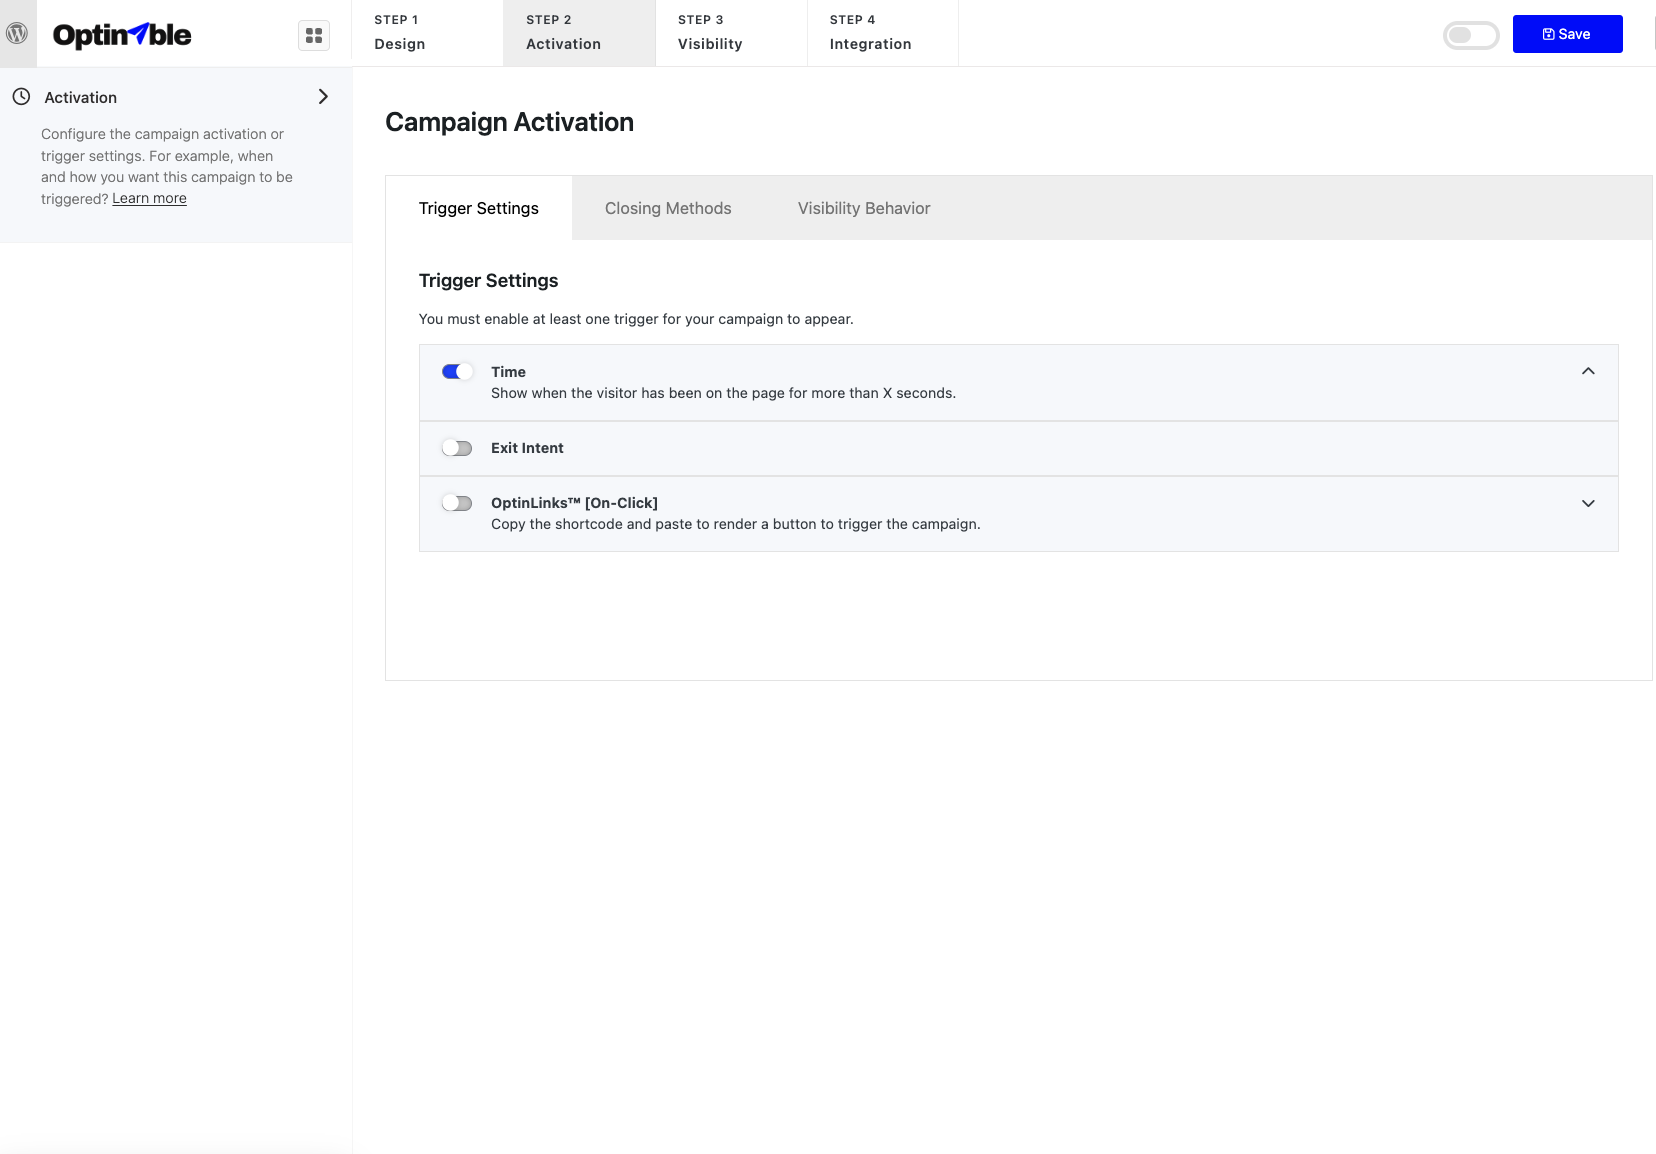 Optinable
STEP 1
Design
STEP 2
Activation
STEP 3
Visibility
STEP 4
Integration
Save
Activation
Configure the campaign activation or
trigger settings. For example, when
and how you want this campaign to be
triggered? Learn more
Campaign Activation
Trigger Settings
Closing Methods
Visibility Behavior
Trigger Settings
You must enable at least one trigger for your campaign to appear.
Time
Show when the visitor has been on the page for more than X seconds.
Exit Intent
OptinLinks™ [On-Click]
Copy the shortcode and paste to render a button to trigger the campaign.